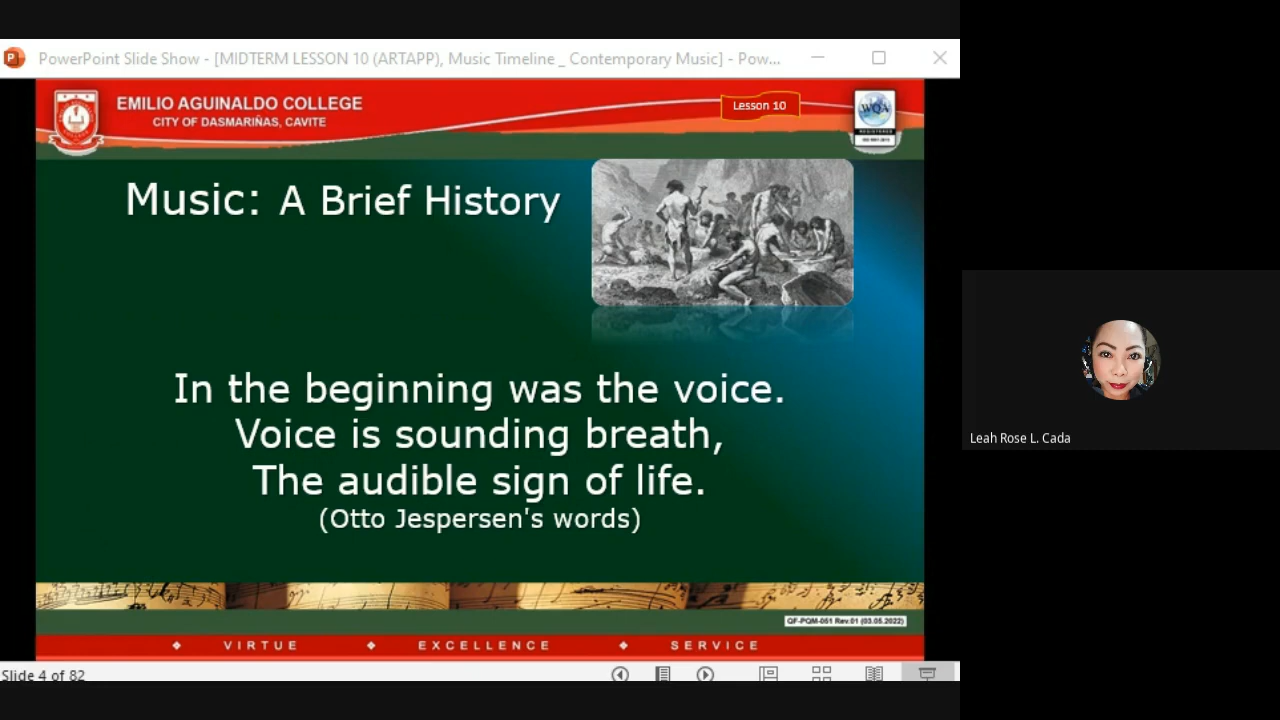 PowerPoint Slide Show - [MIDTERM LESSON 10 (ARTAPP), Music Timeline _ Contemporary Music] - Pow...
EMILIO AGUINALDO COLLEGE
CITY OF DASMARIÑAS, CAVITE
Lesson 10
WQA
REGISTERED
Music: A Brief History
In the beginning was the voice.
Voice is sounding breath,
The audible sign of life.
(Otto Jespersen's words)
Leah Rose L. Cada
QF-PQM-051 Rev.01 (03.05.2022)
VIRTUE EXCELLENCE SERVICE
Slide 4 of 82